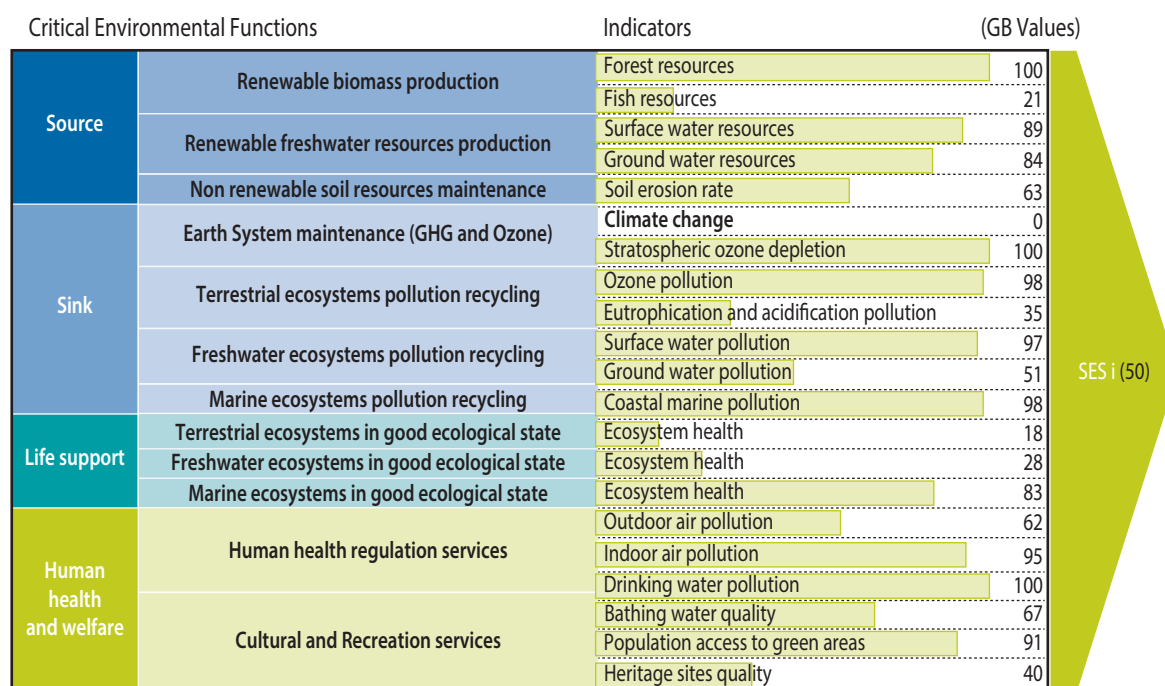 Critical Environmental Functions Indicators (GB Values)
Source
Renewable biomass production
Forest resources 100
Fish resources 21
Renewable freshwater resources production
Surface water resources 89
Ground water resources 84
Non renewable soil resources maintenance
Soil erosion rate 63
Sink
Earth System maintenance (GHG and Ozone)
Climate change 0
Stratospheric ozone depletion 100
Terrestrial ecosystems pollution recycling
Ozone pollution 98
Eutrophication and acidification pollution 35
Freshwater ecosystems pollution recycling
Surface water pollution 97
Ground water pollution 51
Marine ecosystems pollution recycling
Coastal marine pollution 98
Life support
Terrestrial ecosystems in good ecological state
Ecosystem health 18
Freshwater ecosystems in good ecological state
Ecosystem health 28
Marine ecosystems in good ecological state
Ecosystem health 83
Human
health
and welfare
Human health regulation services
Outdoor air pollution 62
Indoor air pollution 95
Drinking water pollution 100
Cultural and Recreation services
Bathing water quality 67
Population access to green areas 91
Heritage sites quality 40
SES i (50)